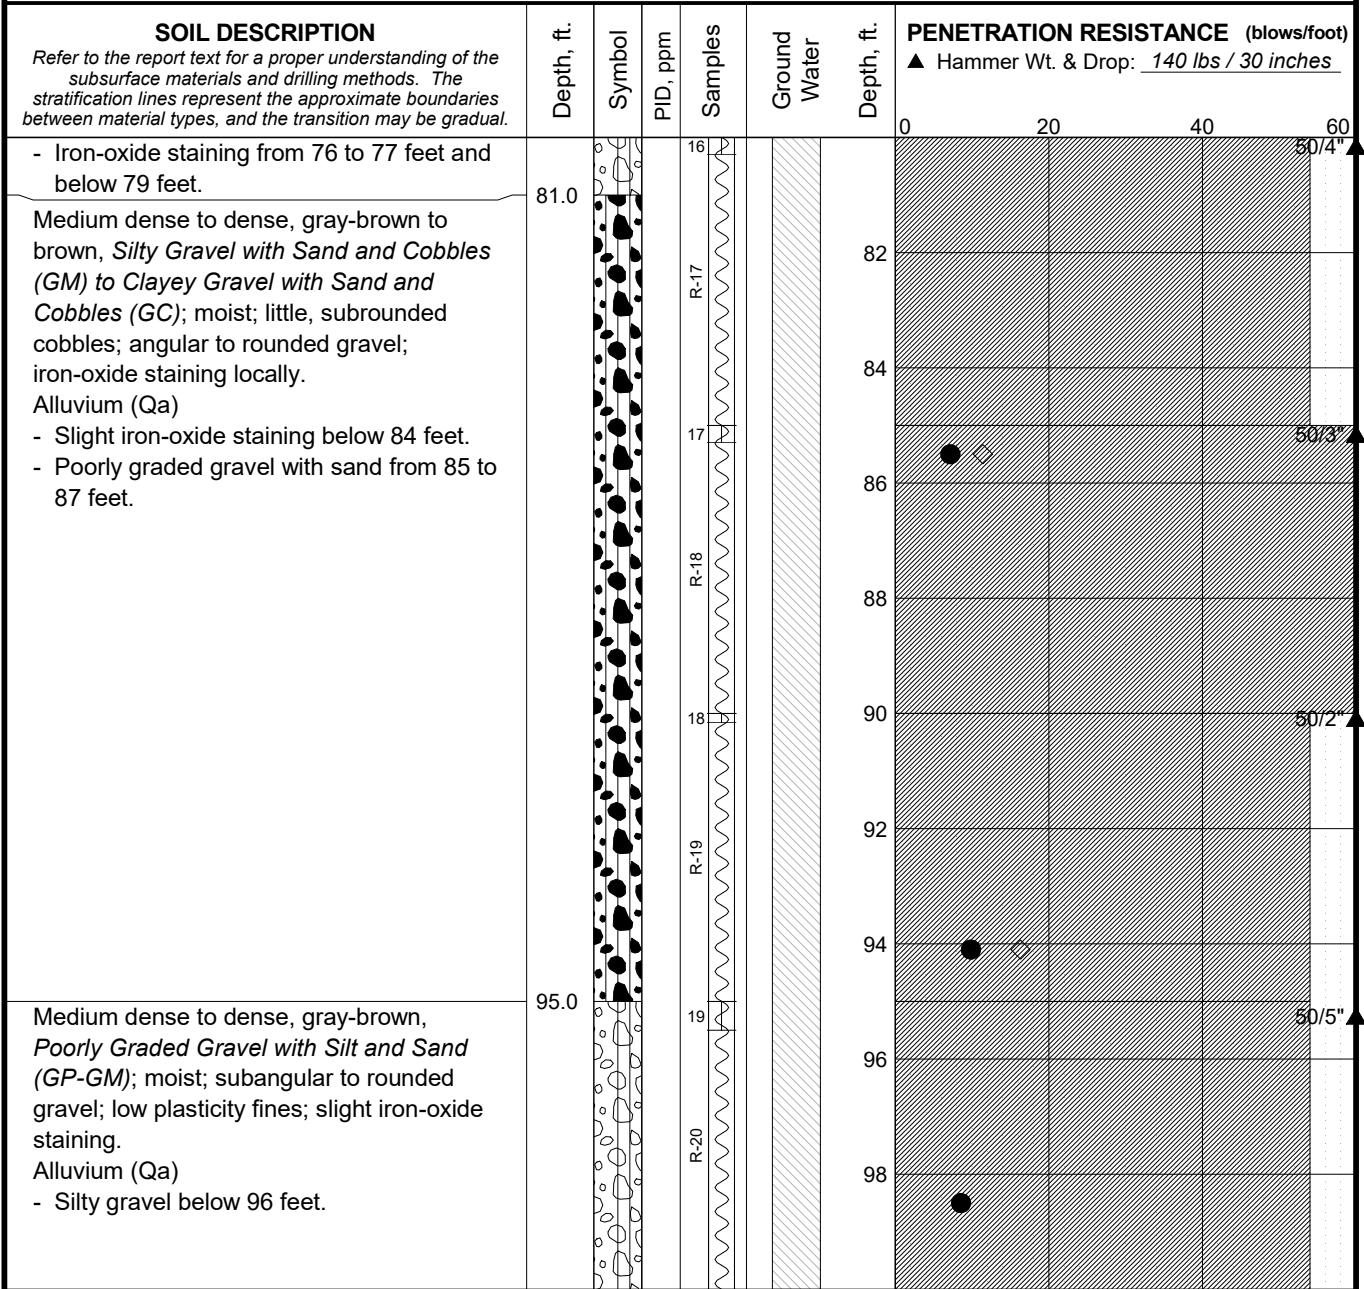 SOIL DESCRIPTION
Refer to the report text for a proper understanding of the
subsurface materials and drilling methods. The
stratification lines represent the approximate boundaries
between material types, and the transition may be gradual.
Depth, ft.
Symbol
PID, ppm
Samples
Ground
Water
Depth, ft.
PENETRATION RESISTANCE (blows/foot)
▲ Hammer Wt. & Drop: 140 lbs / 30 inches
0 20 40 60
- Iron-oxide staining from 76 to 77 feet and
below 79 feet.
16
50/4"
81.0
Medium dense to dense, gray-brown to
brown, Silty Gravel with Sand and Cobbles
(GM) to Clayey Gravel with Sand and
Cobbles (GC); moist; little, subrounded
cobbles; angular to rounded gravel;
iron-oxide staining locally.
Alluvium (Qa)
- Slight iron-oxide staining below 84 feet.
- Poorly graded gravel with sand from 85 to
87 feet.
R-17
82
84
17
50/3"
86
R-18
88
90
18
50/2"
92
R-19
94
95.0
Medium dense to dense, gray-brown,
Poorly Graded Gravel with Silt and Sand
(GP-GM); moist; subangular to rounded
gravel; low plasticity fines; slight iron-oxide
staining.
Alluvium (Qa)
- Silty gravel below 96 feet.
19
50/5"
96
R-20
98